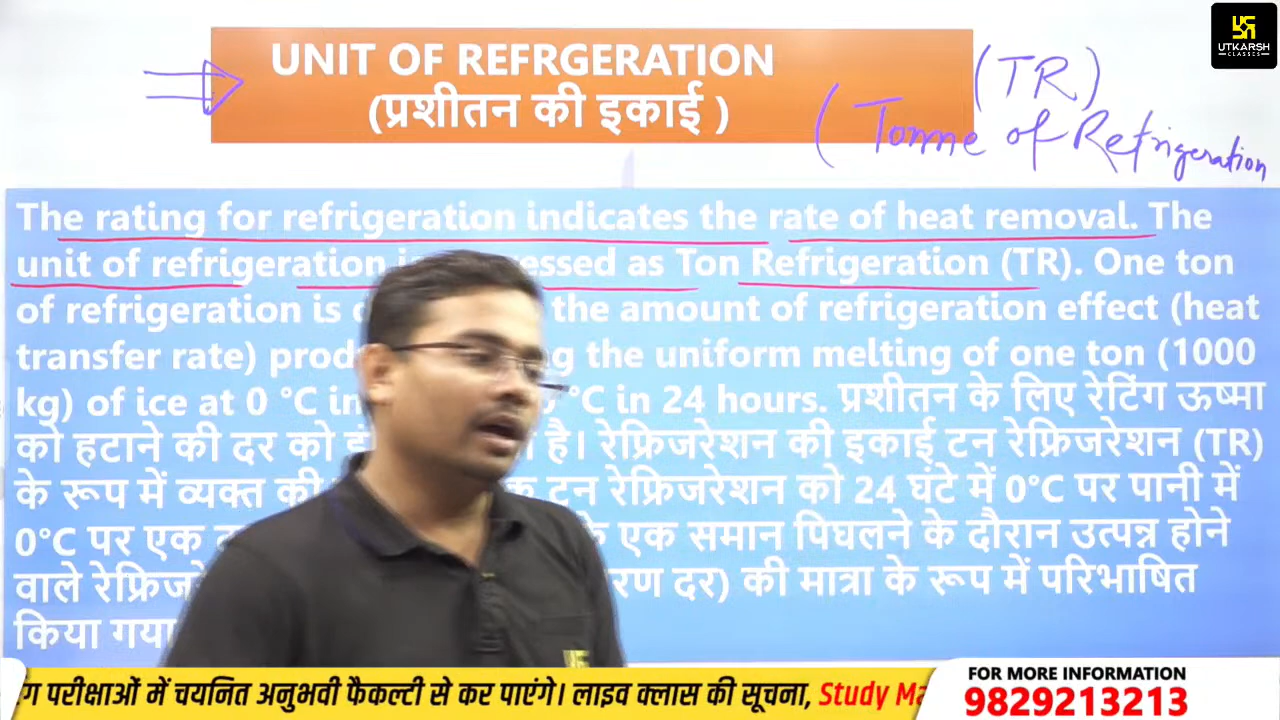 UTKARSH
CLASSES
UNIT OF REFRGERATION
(प्रशीतन की इकाई )
(TR)
( Tonne of Refrigeration
The rating for refrigeration indicates the rate of heat removal. The
unit of refrigeration essed as Ton Refrigeration (TR). One ton
of refrigeration is the amount of refrigeration effect (heat
transfer rate) prod the uniform melting of one ton (1000
kg) of ice at 0 °C in °C in 24 hours. प्रशीतन के लिए रेटिंग ऊष्मा
को हटाने की दर को है। रेफ्रिजरेशन की इकाई टन रेफ्रिजरेशन (TR)
के रूप में व्यक्त की टन रेफ्रिजरेशन को 24 घंटे में 0°C पर पानी में
0°C पर एक के एक समान पिघलने के दौरान उत्पन्न होने
वाले दर) की मात्रा के रूप में परिभाषित
किया
परीक्षाओं में चयनित अनुभवी फैकल्टी से कर पाएंगे। लाइव क्लास की सूचना, Study Ma
FOR MORE INFORMATION
9829213213